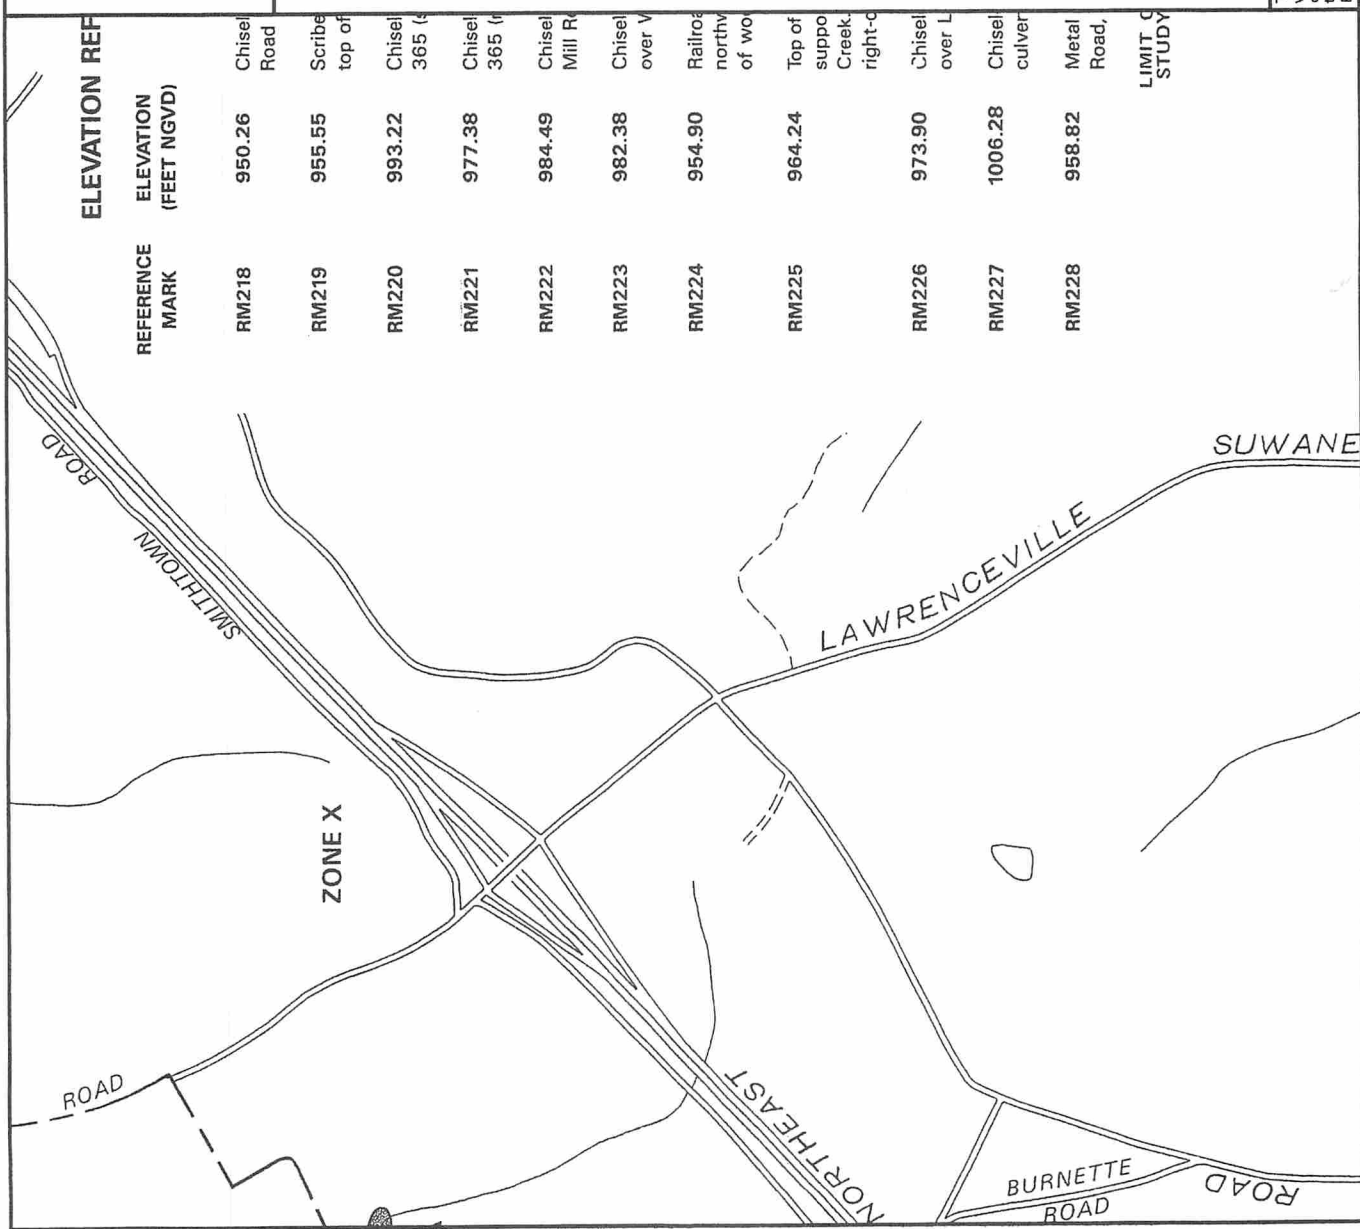 ELEVATION REF
REFERENCE MARK
ELEVATION (FEET NGVD)
RM218 950.26 Chisel
Road
RM219 955.55 Scribe
top of
RM220 993.22 Chisel
365 (
RM221 977.38 Chisel
365 (
RM222 984.49 Chisel
Mill R
RM223 982.38 Chisel
over
RM224 954.90 Railroa
northw
of wo
RM225 964.24 Top of
suppo
Creek.
right-o
RM226 973.90 Chisel
over L
RM227 1006.28 Chisel
culver
RM228 958.82 Metal
Road,
LIMIT
STUDY
SMITHTOWN ROAD
ZONE X
ROAD
LAWRENCEVILLE
SUWANE
NORTHEAST
BURNETTE
ROAD
ROAD